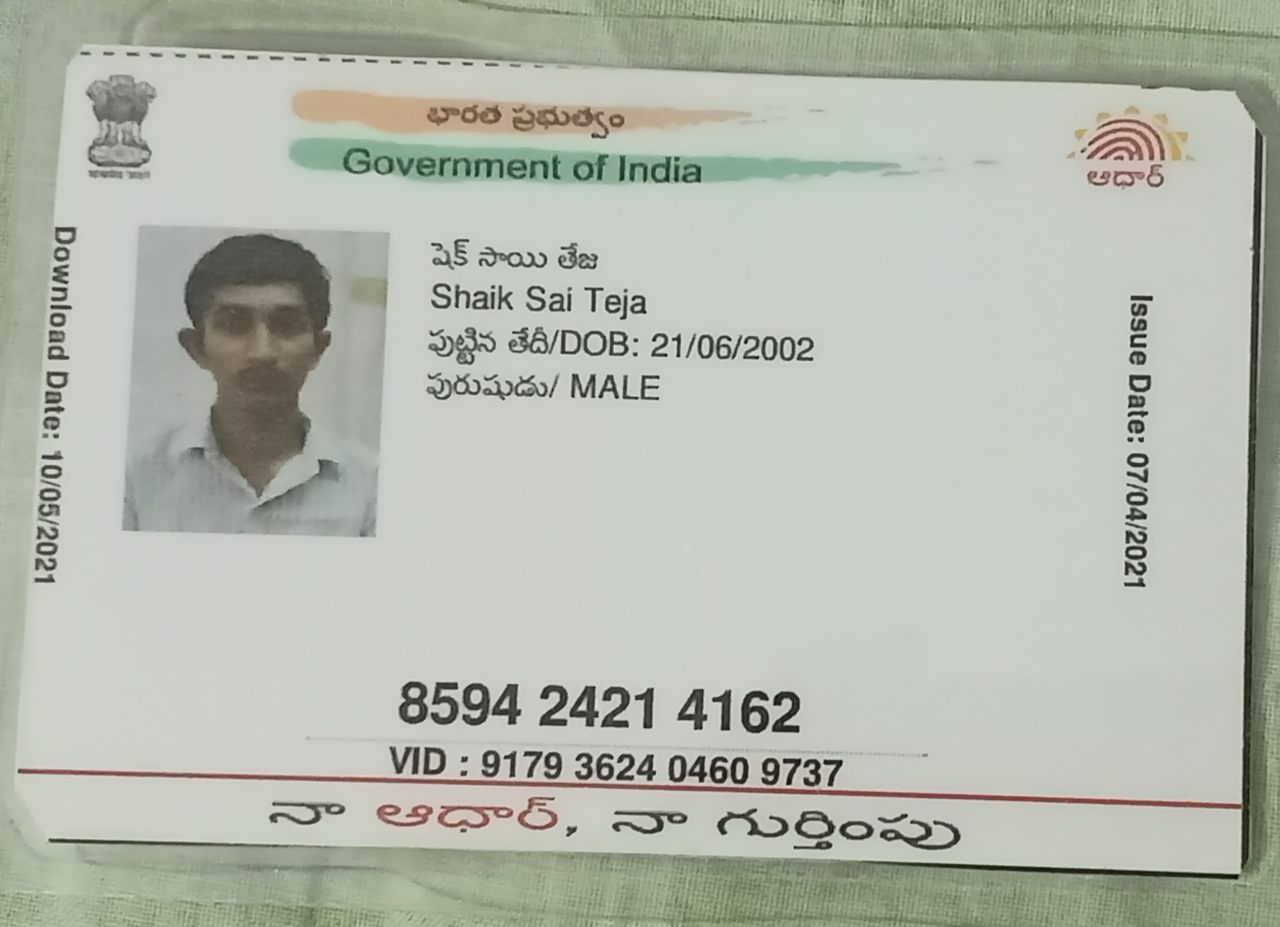 భారత ప్రభుత్వం
Government of India
ఆధార్
Download Date: 10/05/2021
షేక్ సాయి తేజ
Shaik Sai Teja
పుట్టిన తేదీ/DOB: 21/06/2002
పురుషుడు/ MALE
Issue Date: 07/04/2021
8594 2421 4162
VID : 9179 3624 0460 9737
నా ఆధార్, నా గుర్తింపు